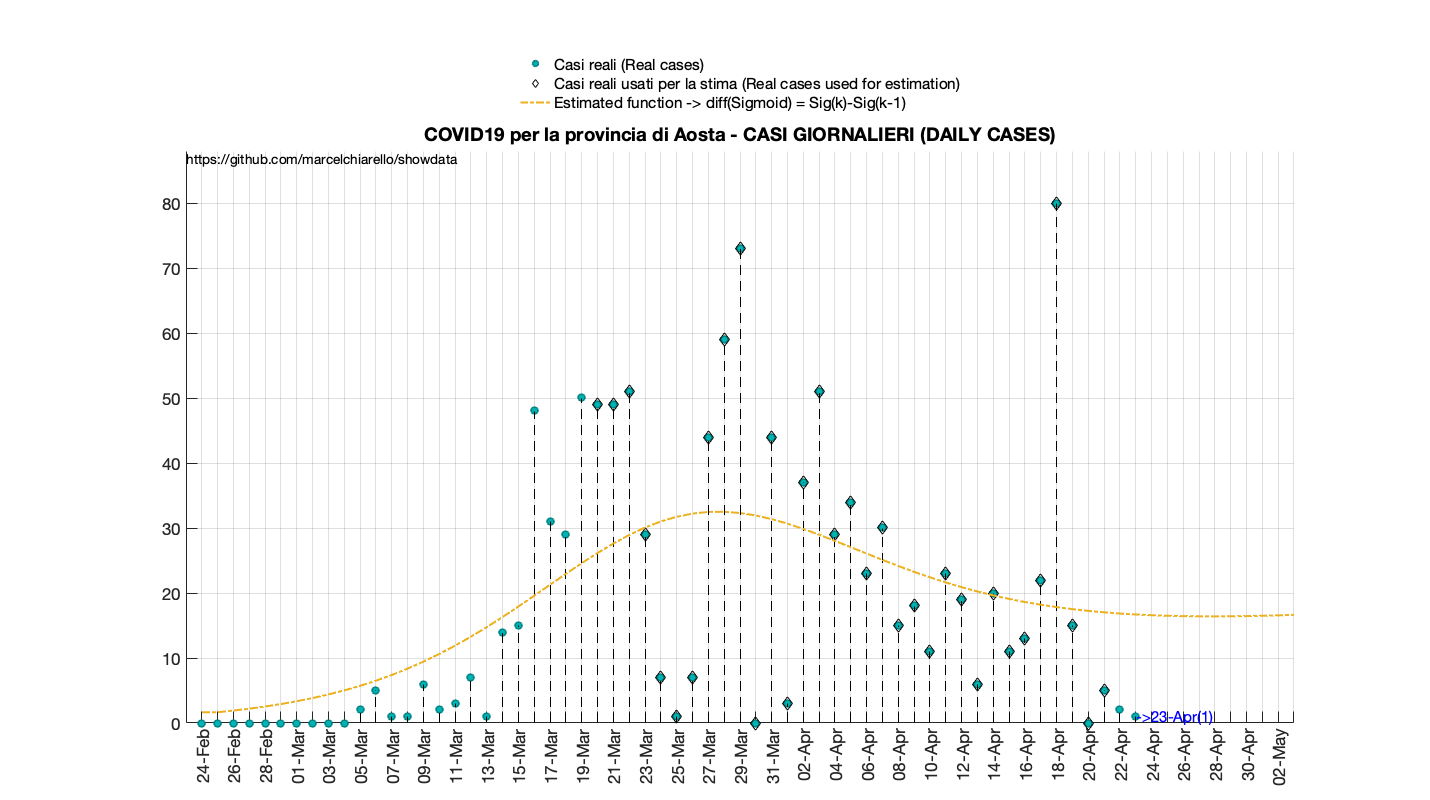 Casi reali (Real cases)
Casi reali usati per la stima (Real cases used for estimation)
Estimated function -> diff(Sigmoid) = Sig(k)-Sig(k-1)
COVID19 per la provincia di Aosta - CASI GIORNALIERI (DAILY CASES)
https://github.com/marcelchiarello/showdata
80
70
60
50
40
30
20
10
0
->23-Apr(1)
24-Feb
26-Feb
28-Feb
01-Mar
03-Mar
05-Mar
07-Mar
09-Mar
11-Mar
13-Mar
15-Mar
17-Mar
19-Mar
21-Mar
23-Mar
25-Mar
27-Mar
29-Mar
31-Mar
02-Apr
04-Apr
06-Apr
08-Apr
10-Apr
12-Apr
14-Apr
16-Apr
18-Apr
20-Apr
22-Apr
24-Apr
26-Apr
28-Apr
30-Apr
02-May